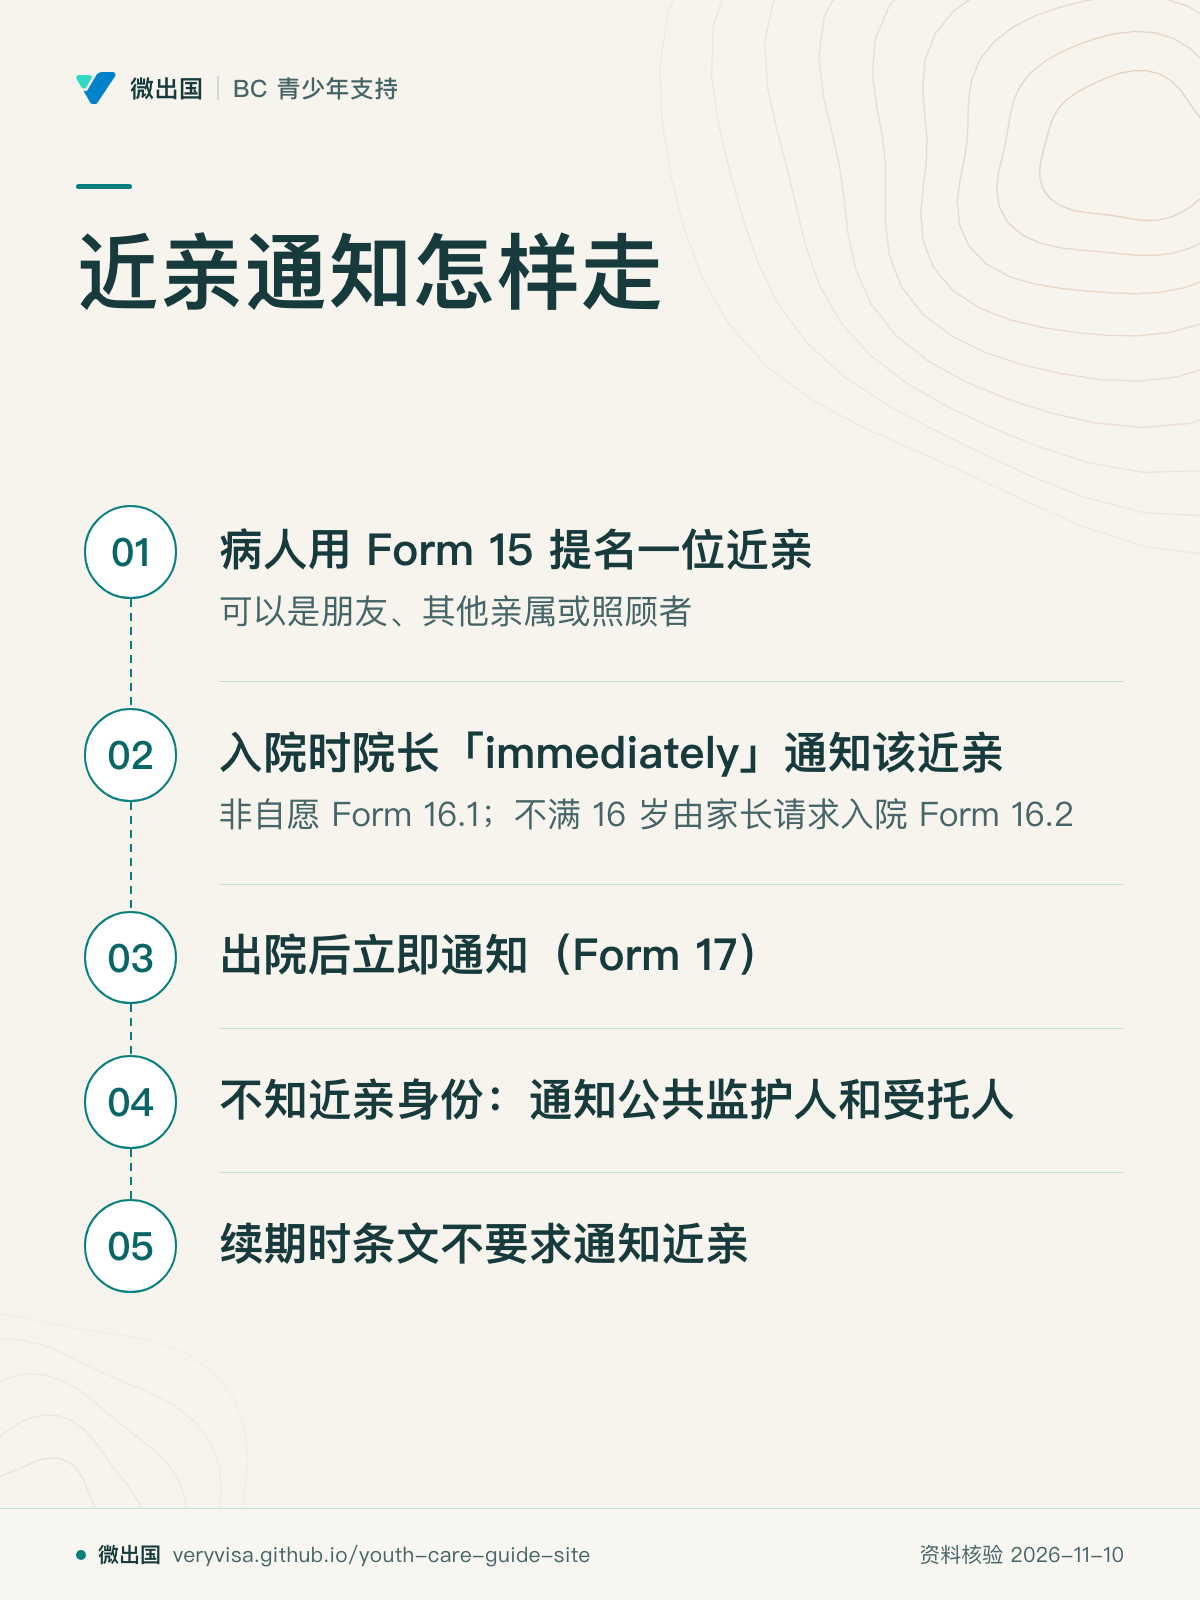 微出国 | BC 青少年支持
近亲通知怎样走
01 病人用 Form 15 提名一位近亲
可以是朋友、其他亲属或照顾者
02 入院时院长「immediately」通知该近亲
非自愿 Form 16.1；不满 16 岁由家长请求入院 Form 16.2
03 出院后立即通知（Form 17）
04 不知近亲身份：通知公共监护人和受托人
05 续期时条文不要求通知近亲
微出国 veryvisa.github.io/youth-care-guide-site 资料核验 2026-11-10